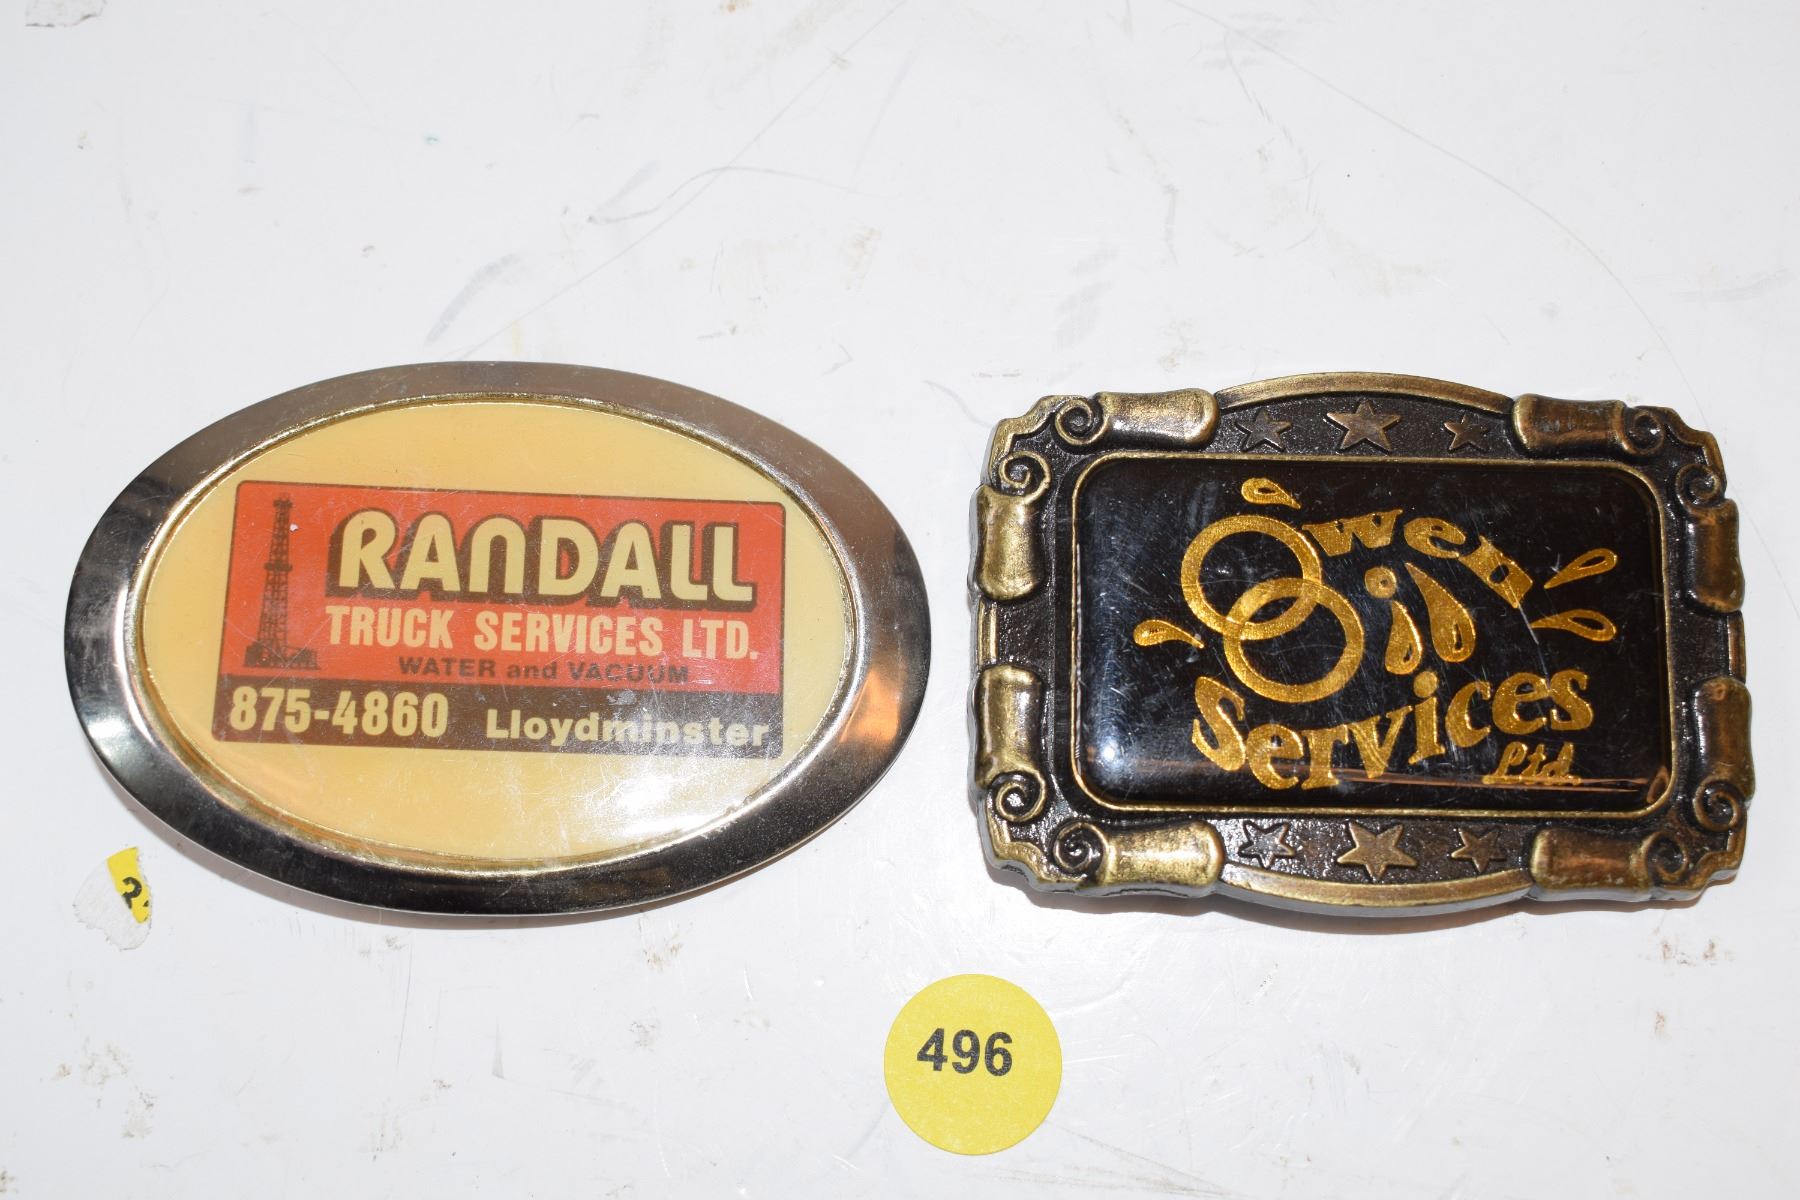 RANDALL
TRUCK SERVICES LTD.
WATER and VACUUM
875-4860 Lloydminster
Owen
Oil
Services
Ltd.
496